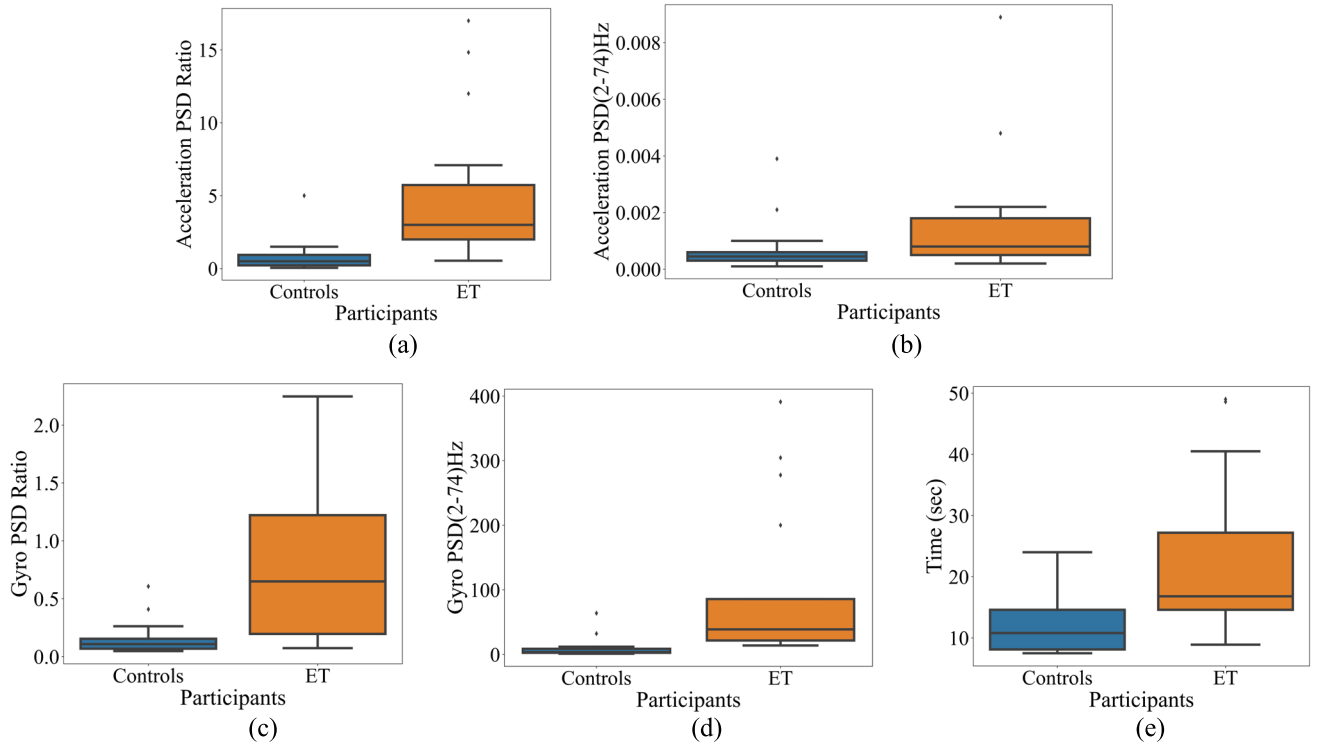 Acceleration PSD Ratio
15
10
5
0
Controls
ET
Participants
(a)
Acceleration PSD(2-74)Hz
0.008
0.006
0.004
0.002
0.000
Controls
ET
Participants
(b)
Gyro PSD Ratio
2.0
1.5
1.0
0.5
0.0
Controls
ET
Participants
(c)
Gyro PSD(2-74)Hz
400
300
200
100
0
Controls
ET
Participants
(d)
Time (sec)
50
40
30
20
10
Controls
ET
Participants
(e)